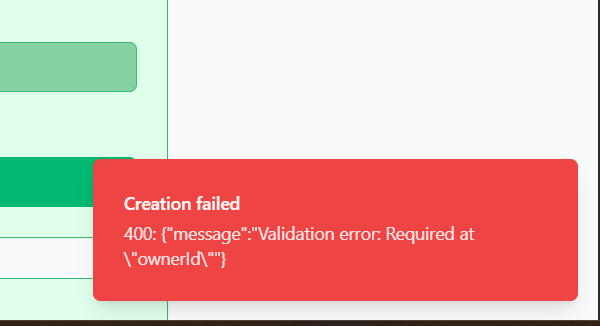 Creation failed
400: {"message":"Validation error: Required at
\"ownerId\""}